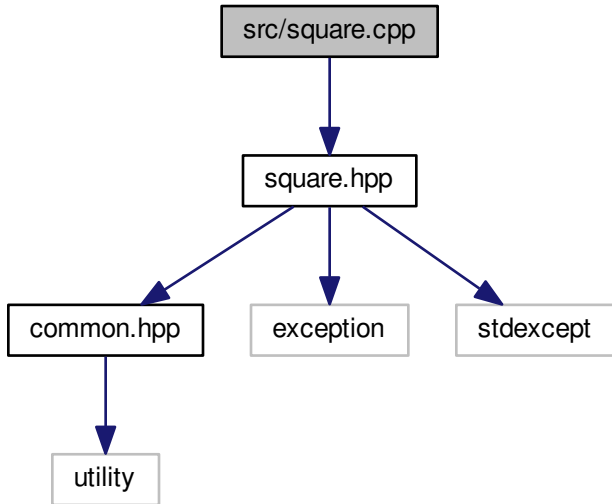 src/square.cpp
square.hpp
common.hpp
exception
stdexcept
utility